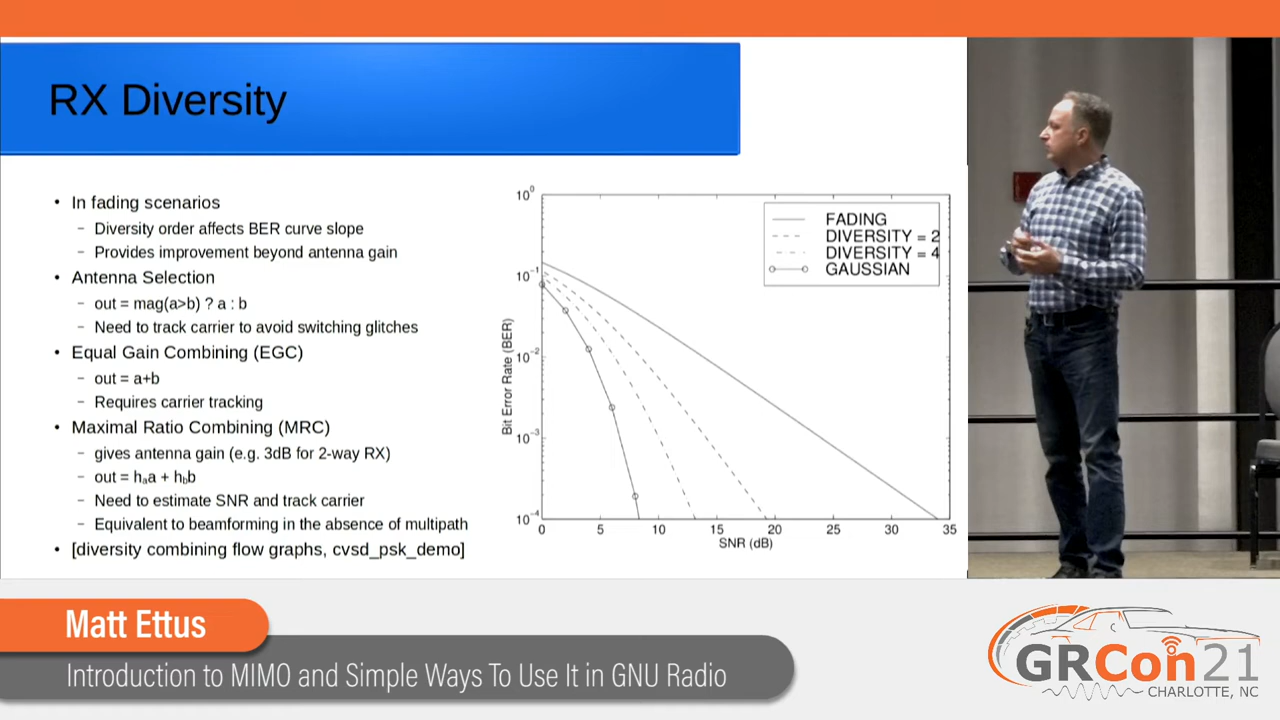 RX Diversity
• In fading scenarios
– Diversity order affects BER curve slope
– Provides improvement beyond antenna gain
• Antenna Selection
– out = mag(a>b) ? a : b
– Need to track carrier to avoid switching glitches
• Equal Gain Combining (EGC)
– out = a+b
– Requires carrier tracking
• Maximal Ratio Combining (MRC)
– gives antenna gain (e.g. 3dB for 2-way RX)
– out = hₐa + h_b b
– Need to estimate SNR and track carrier
– Equivalent to beamforming in the absence of multipath
• [diversity combining flow graphs, cvsd_psk_demo]
FADING
DIVERSITY = 2
DIVERSITY = 4
GAUSSIAN
Bit Error Rate (BER)
10⁰
10⁻¹
10⁻²
10⁻³
10⁻⁴
0 5 10 15 20 25 30 35
SNR (dB)
Matt Ettus
Introduction to MIMO and Simple Ways To Use It in GNU Radio
GRCon21
CHARLOTTE, NC